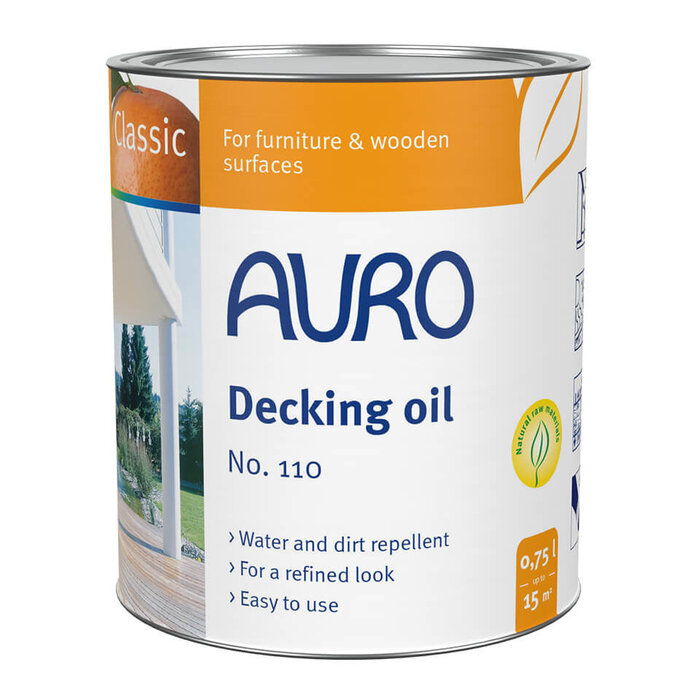 Classic
For furniture & wooden
surfaces
AURO
Decking oil
No. 110
Natural raw materials
› Water and dirt repellent
› For a refined look
› Easy to use
0,75 l
up to
15 m²